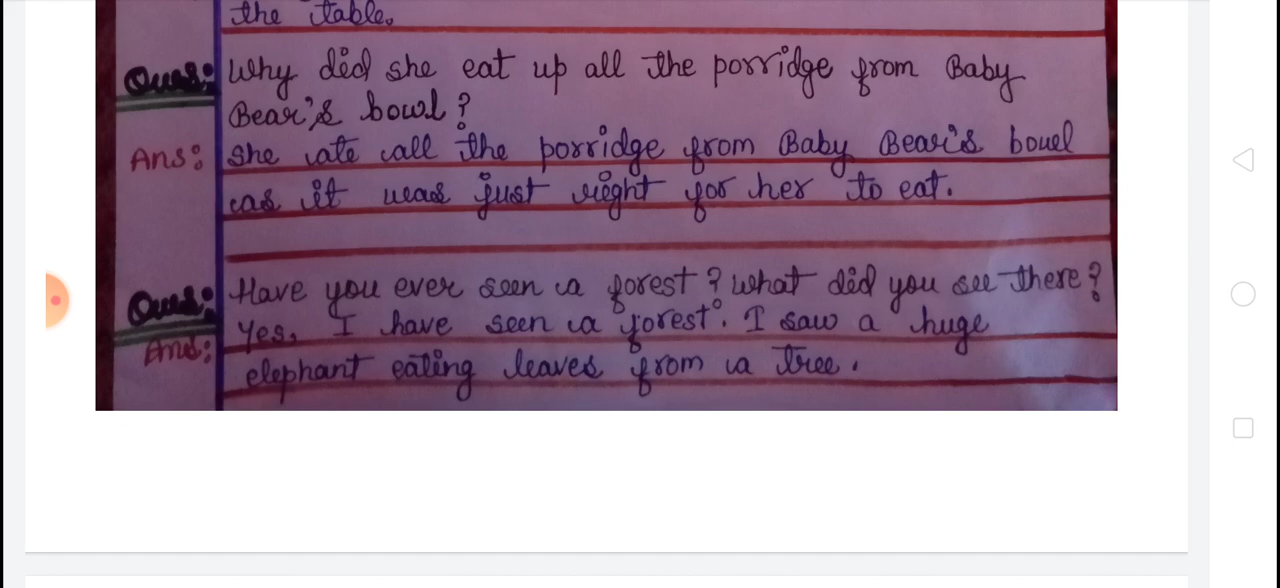 the table.
Ques: Why did she eat up all the porridge from Baby
Bear's bowl?
Ans: She ate all the porridge from Baby Bear's bowl
as it was just right for her to eat.
Ques: Have you ever seen a forest? What did you see there?
Ans: Yes, I have seen a forest. I saw a huge
elephant eating leaves from a tree.